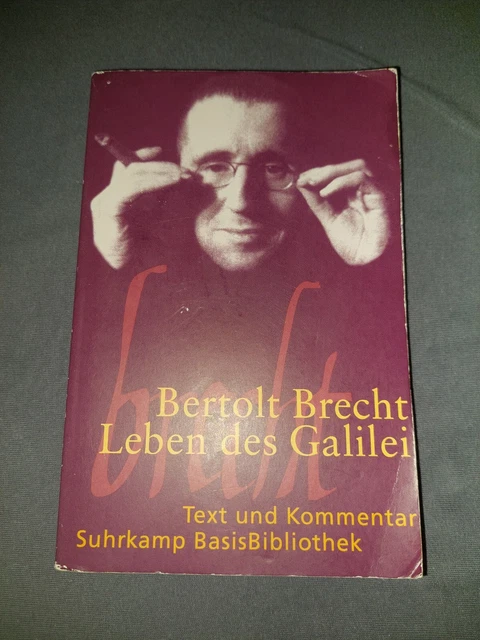 brecht
Bertolt Brecht
Leben des Galilei
Text und Kommentar
Suhrkamp BasisBibliothek